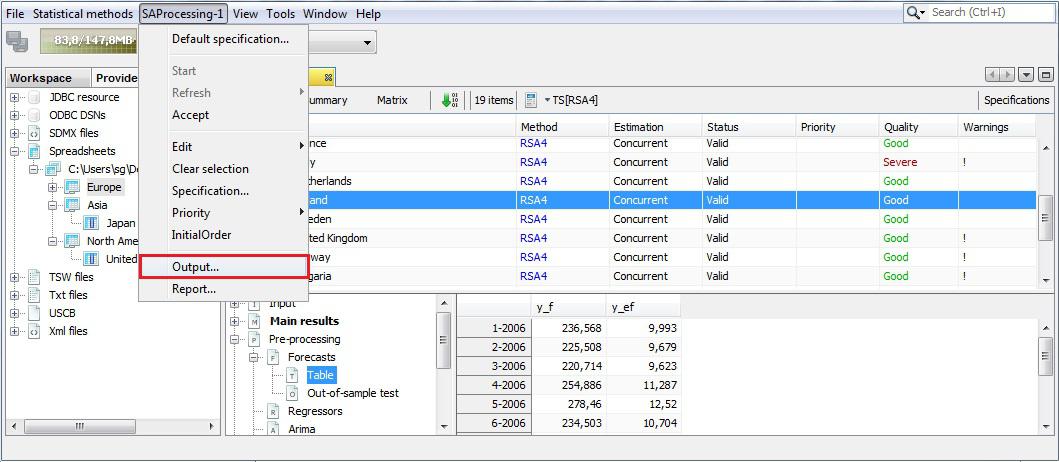 File Statistical methods SAProcessing-1 View Tools Window Help Search (Ctrl+I)
83,8/147,8MB
Default specification...
Start
Refresh
Accept
Edit
Clear selection
Specification...
Priority
InitialOrder
Output...
Report...
Workspace Provide
JDBC resource
ODBC DSNs
SDMX files
Spreadsheets
C:\Users\sg\De
Europe
Asia
Japan
North Ame
United
TSW files
Txt files
USCB
Xml files
ummary Matrix 19 items TS[RSA4] Specifications
Method Estimation Status Priority Quality Warnings
nce RSA4 Concurrent Valid Good
y RSA4 Concurrent Valid Severe !
therlands RSA4 Concurrent Valid Good
and RSA4 Concurrent Valid Good
eden RSA4 Concurrent Valid Good
ited Kingdom RSA4 Concurrent Valid Good !
way RSA4 Concurrent Valid Good !
garia RSA4 Concurrent Valid Good !
Input
Main results
Pre-processing
Forecasts
Table
Out-of-sample test
Regressors
Arima
y_f y_ef
1-2006 236,568 9,993
2-2006 225,508 9,679
3-2006 220,714 9,623
4-2006 254,886 11,287
5-2006 278,46 12,52
6-2006 234,503 10,704